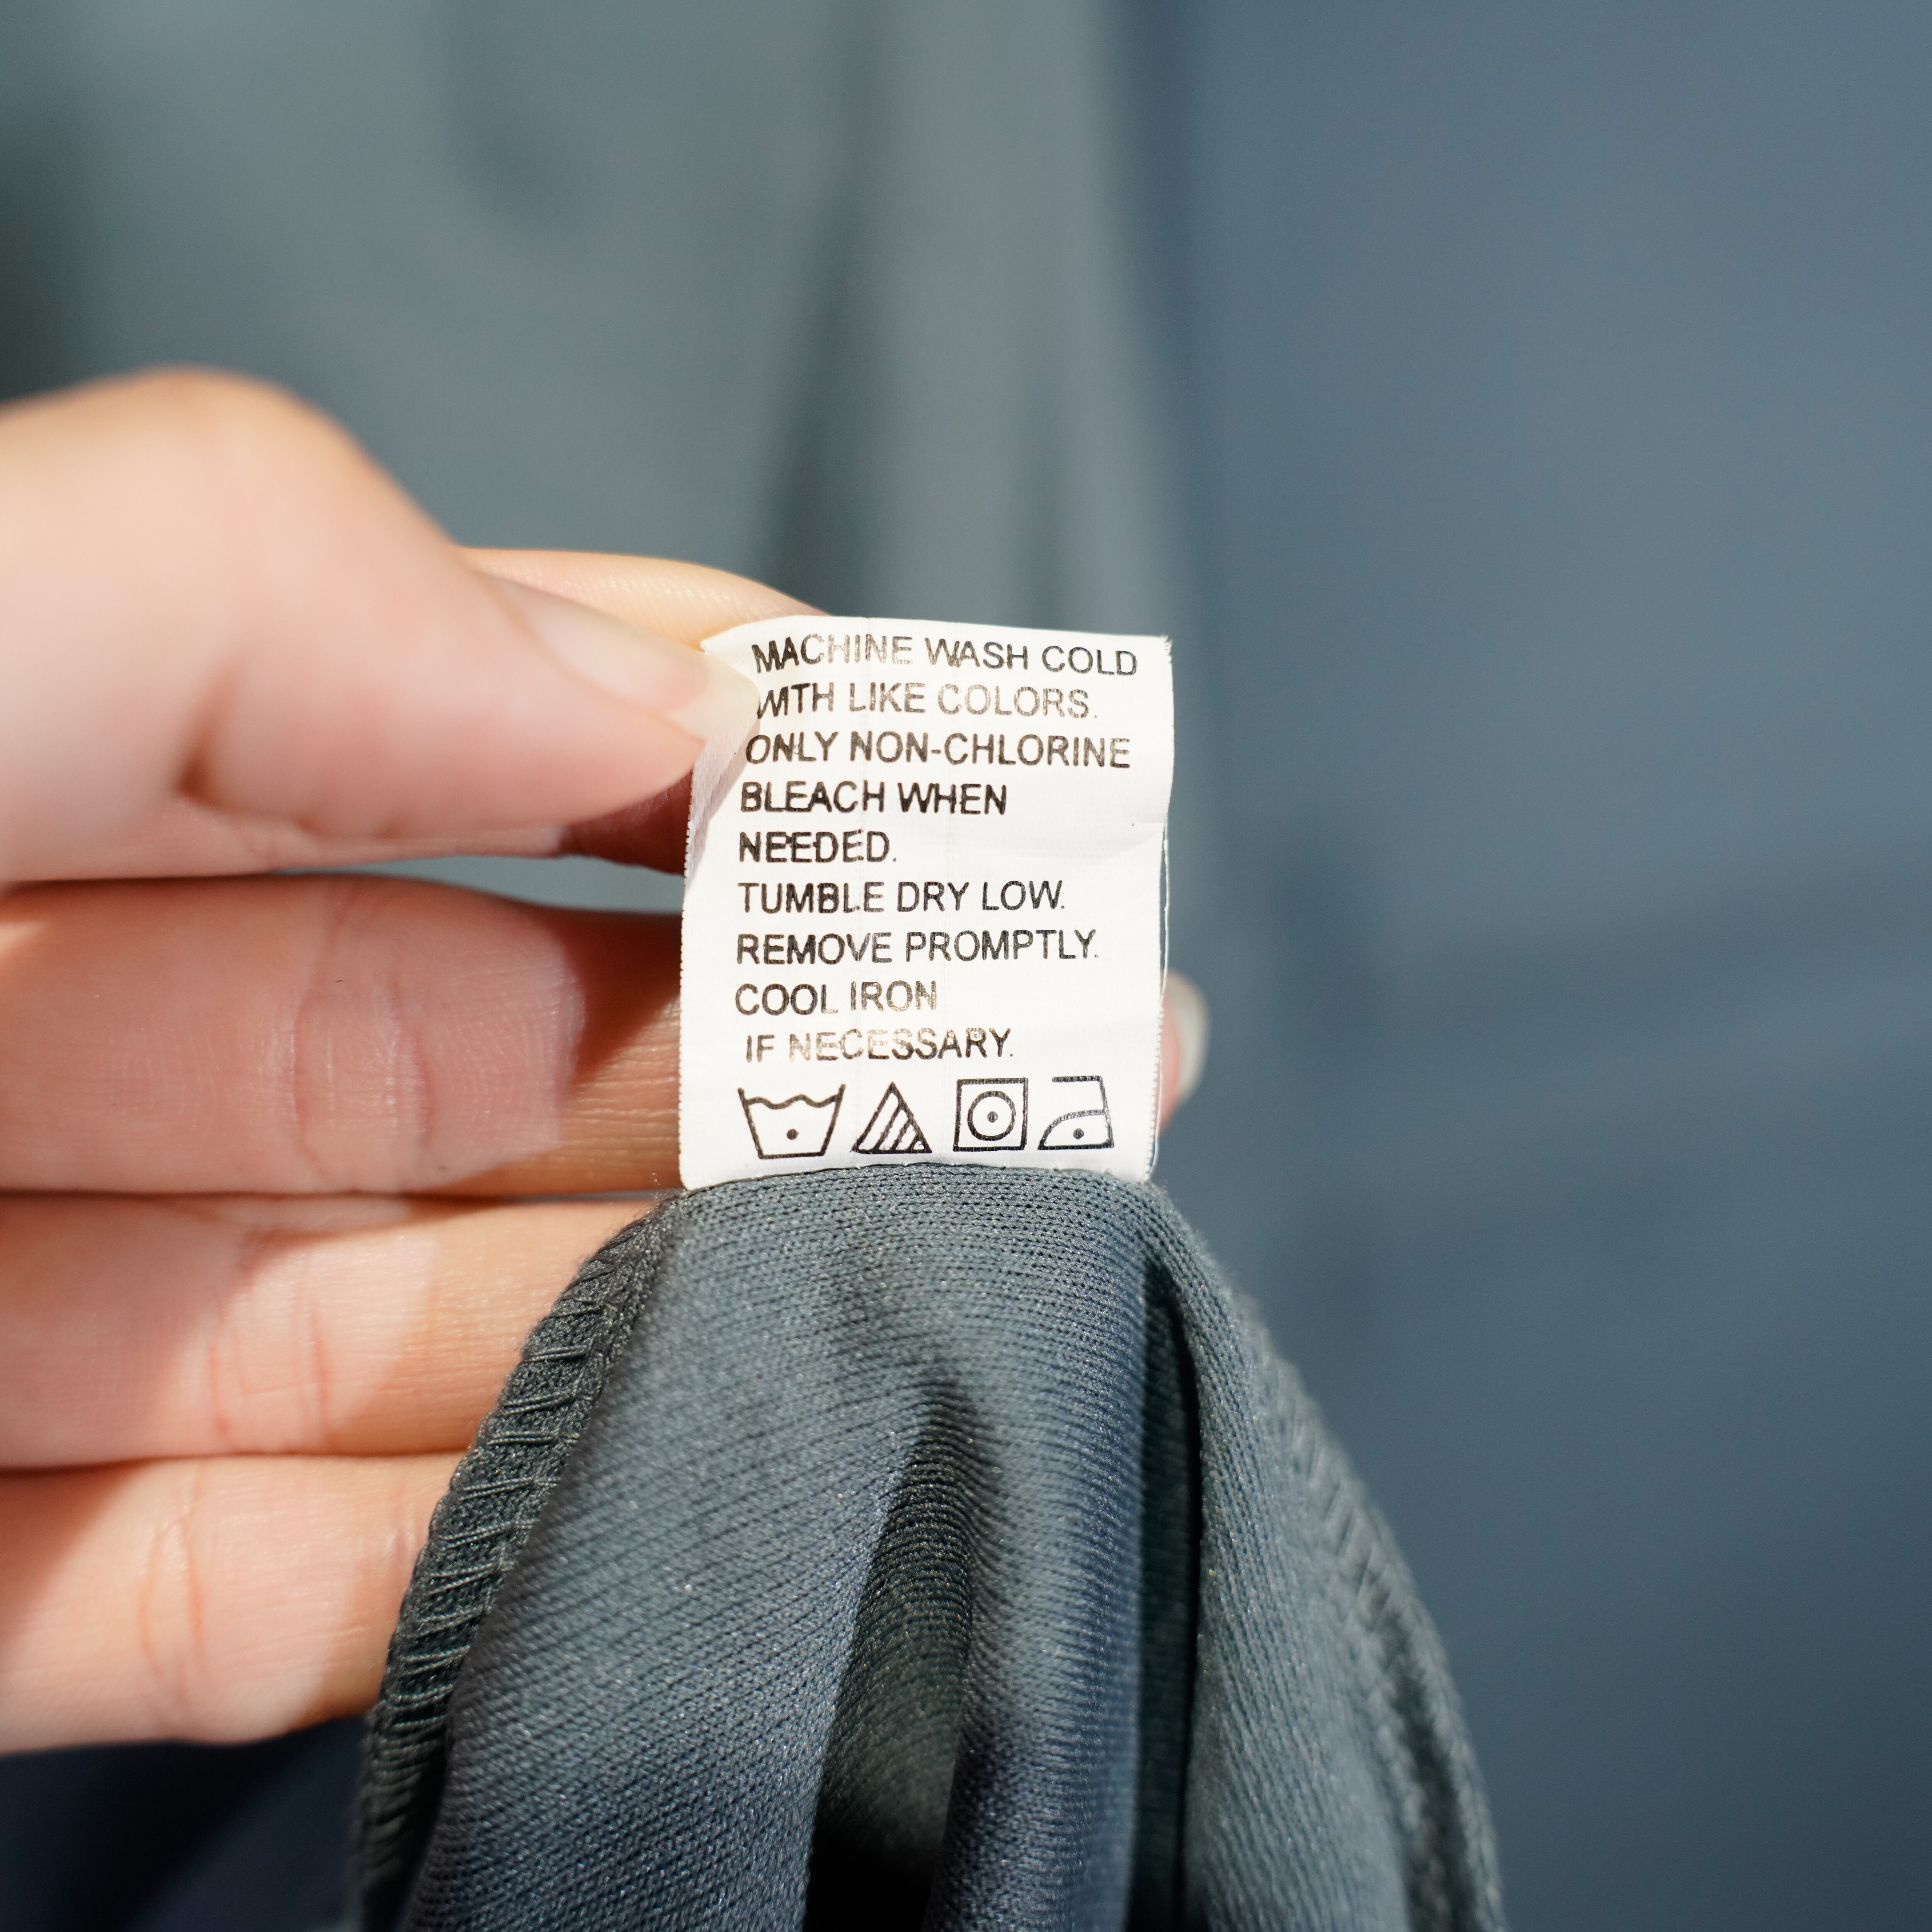 MACHINE WASH COLD
WITH LIKE COLORS.
ONLY NON-CHLORINE
BLEACH WHEN
NEEDED.
TUMBLE DRY LOW.
REMOVE PROMPTLY.
COOL IRON
IF NECESSARY.